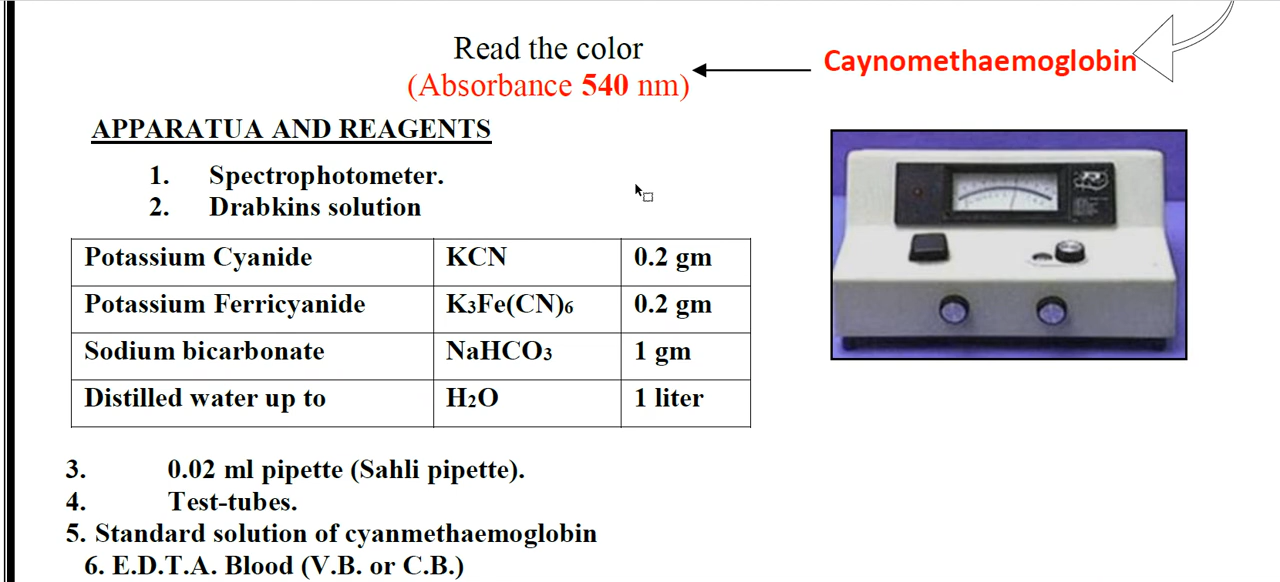 Read the color
(Absorbance 540 nm)
Caynomethaemoglobin
APPARATUA AND REAGENTS
1. Spectrophotometer.
2. Drabkins solution
Potassium Cyanide KCN 0.2 gm
Potassium Ferricyanide K3Fe(CN)6 0.2 gm
Sodium bicarbonate NaHCO3 1 gm
Distilled water up to H2O 1 liter
3. 0.02 ml pipette (Sahli pipette).
4. Test-tubes.
5. Standard solution of cyanmethaemoglobin
6. E.D.T.A. Blood (V.B. or C.B.)